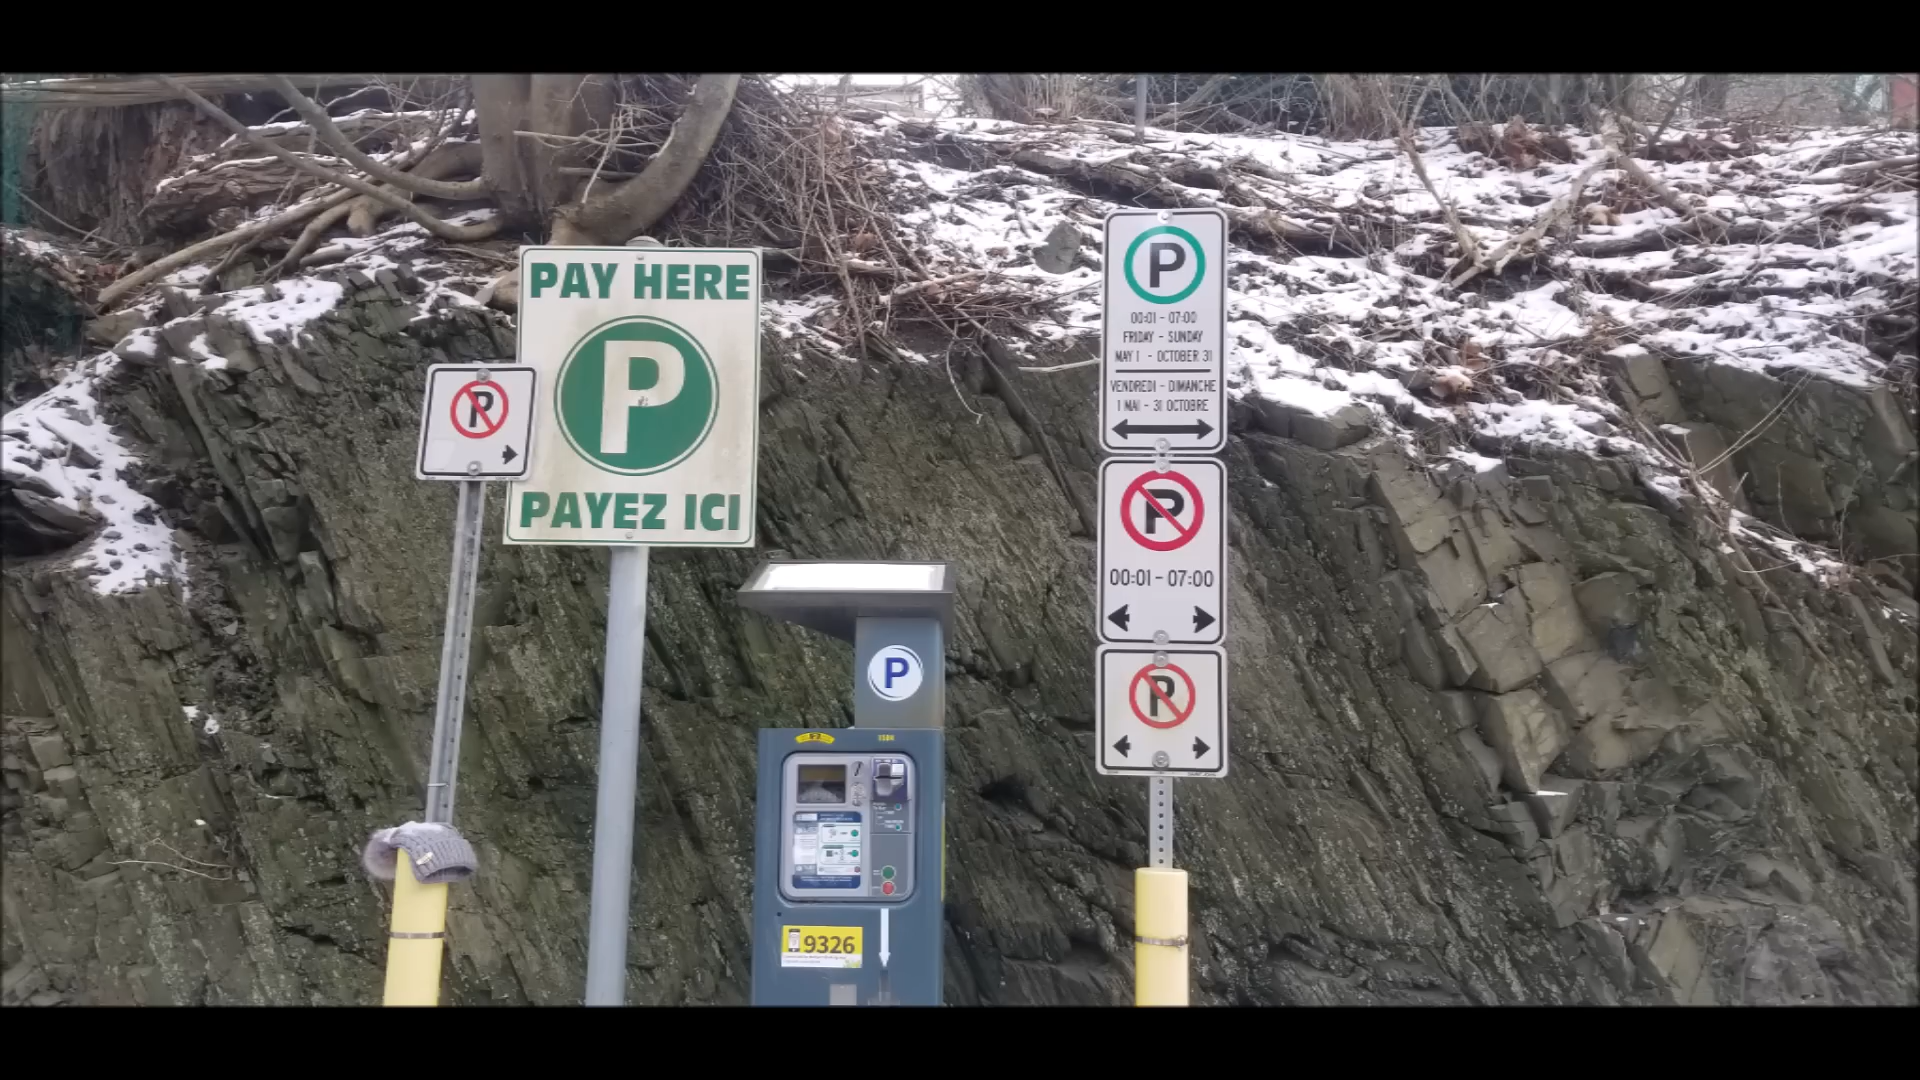 P
PAY HERE
P
PAYEZ ICI
P
9326
P
00:01 - 07:00
FRIDAY - SUNDAY
MAY 1 - OCTOBER 31
VENDREDI - DIMANCHE
1 MAI - 31 OCTOBRE
P
00:01 - 07:00
P